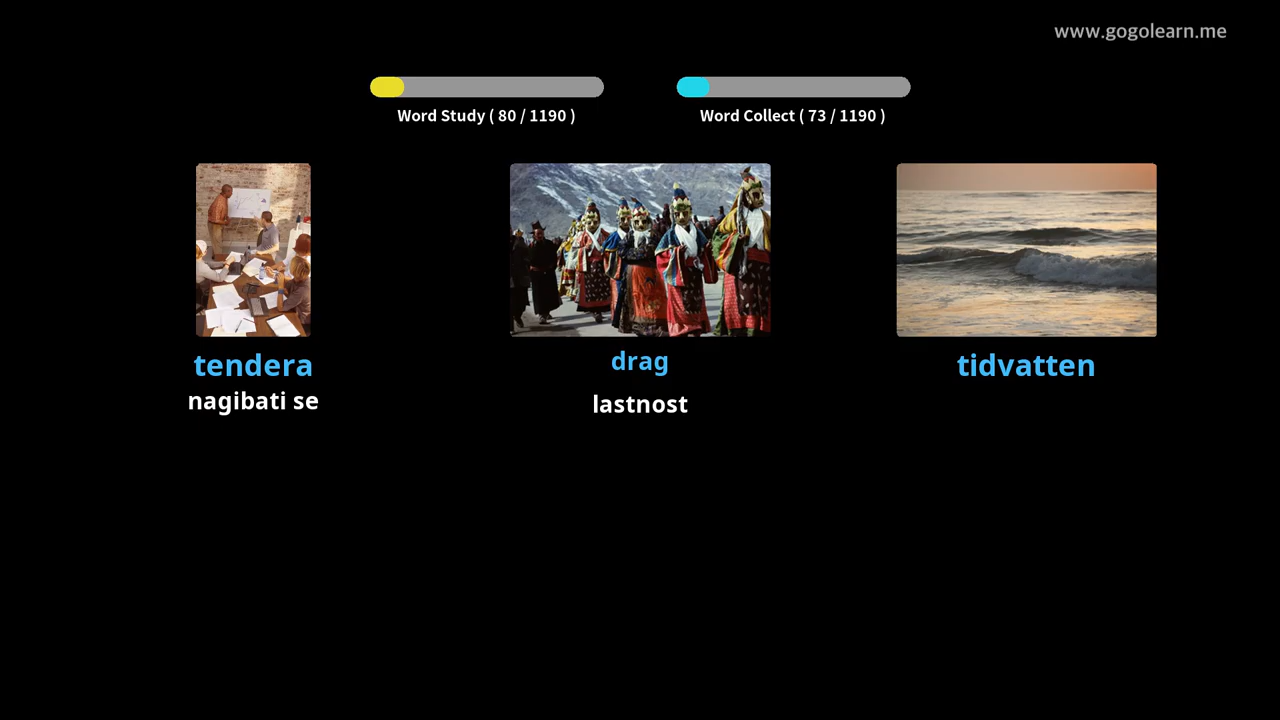 www.gogolearn.me
Word Study ( 80 / 1190 )
Word Collect ( 73 / 1190 )
tendera
nagibati se
drag
lastnost
tidvatten